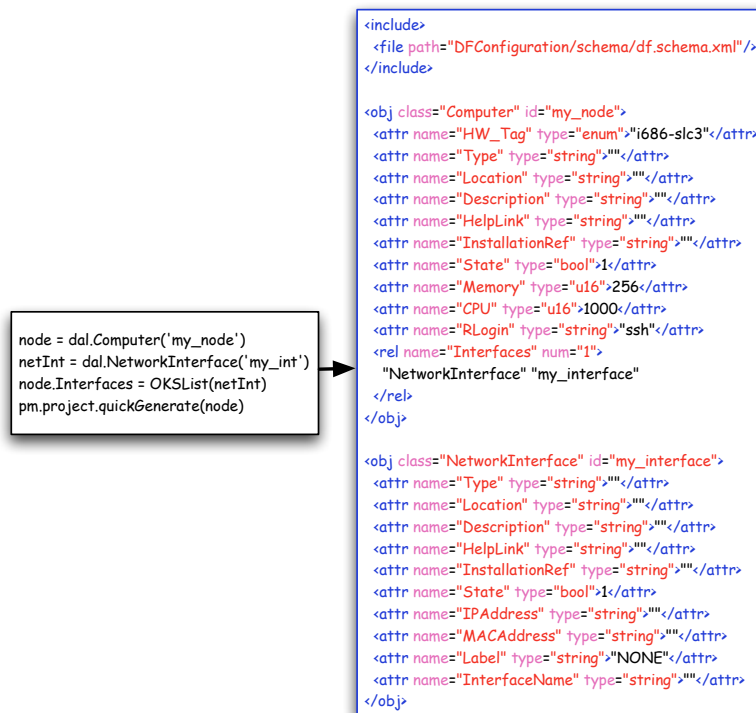 node = dal.Computer('my_node')
netInt = dal.NetworkInterface('my_int')
node.Interfaces = OKSList(netInt)
pm.project.quickGenerate(node)
<include>
<file path="DFConfiguration/schema/df.schema.xml"/>
</include>
<obj class="Computer" id="my_node">
<attr name="HW_Tag" type="enum">"i686-slc3"</attr>
<attr name="Type" type="string">""</attr>
<attr name="Location" type="string">""</attr>
<attr name="Description" type="string">""</attr>
<attr name="HelpLink" type="string">""</attr>
<attr name="InstallationRef" type="string">""</attr>
<attr name="State" type="bool">1</attr>
<attr name="Memory" type="u16">256</attr>
<attr name="CPU" type="u16">1000</attr>
<attr name="RLogin" type="string">"ssh"</attr>
<rel name="Interfaces" num="1">
"NetworkInterface" "my_interface"
</rel>
</obj>
<obj class="NetworkInterface" id="my_interface">
<attr name="Type" type="string">""</attr>
<attr name="Location" type="string">""</attr>
<attr name="Description" type="string">""</attr>
<attr name="HelpLink" type="string">""</attr>
<attr name="InstallationRef" type="string">""</attr>
<attr name="State" type="bool">1</attr>
<attr name="IPAddress" type="string">""</attr>
<attr name="MACAddress" type="string">""</attr>
<attr name="Label" type="string">"NONE"</attr>
<attr name="InterfaceName" type="string">""</attr>
</obj>